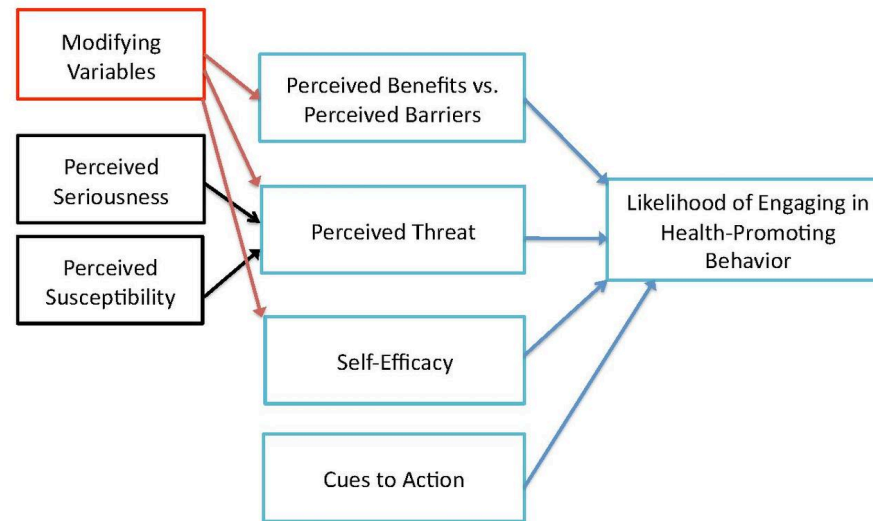 Modifying
Variables
Perceived Benefits vs.
Perceived Barriers
Perceived
Seriousness
Perceived Threat
Likelihood of Engaging in
Health-Promoting
Behavior
Perceived
Susceptibility
Self-Efficacy
Cues to Action